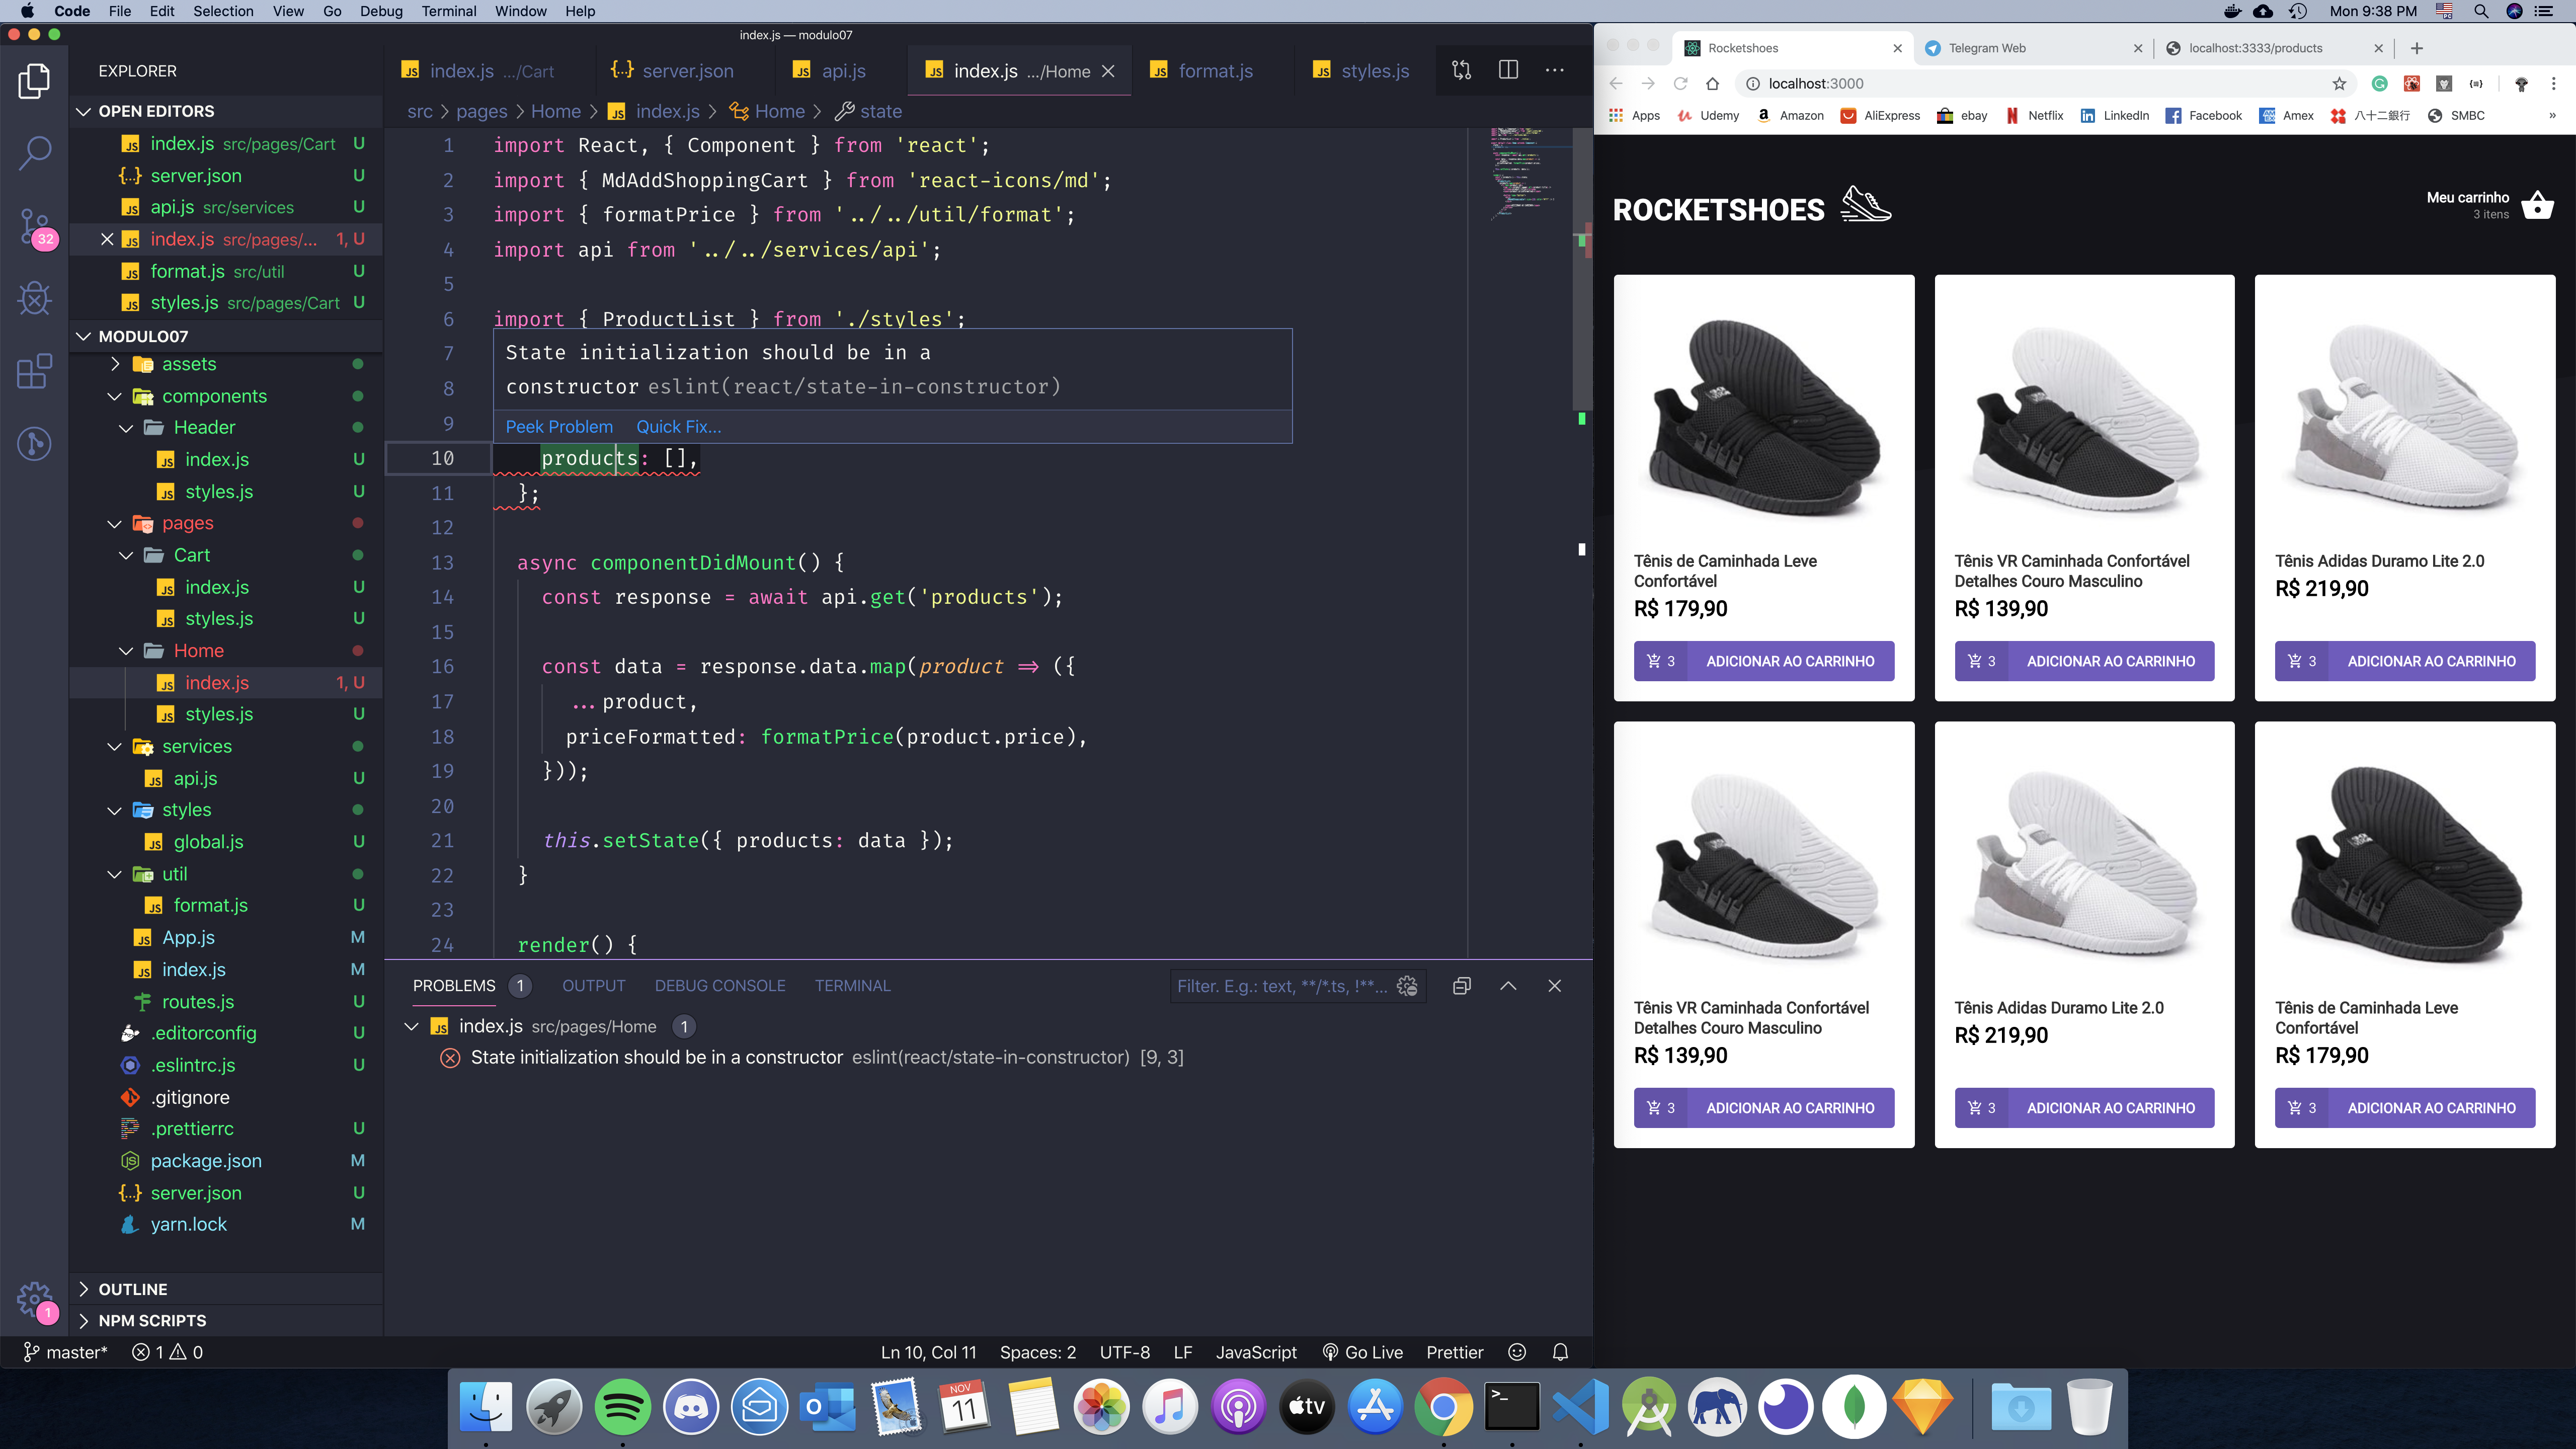 Code File Edit Selection View Go Debug Terminal Window Help
Mon 9:38 PM
index.js — modulo07
EXPLORER
OPEN EDITORS
index.js src/pages/Cart U
server.json U
api.js src/services U
index.js src/pages/... 1, U
format.js src/util U
styles.js src/pages/Cart U
MODULO07
assets
components
Header
index.js U
styles.js U
pages
Cart
index.js U
styles.js U
Home
index.js 1, U
styles.js U
services
api.js U
styles
global.js U
util
format.js U
App.js M
index.js M
routes.js U
.editorconfig U
.eslintrc.js U
.gitignore
.prettierrc U
package.json M
server.json U
yarn.lock M
OUTLINE
NPM SCRIPTS
32
1
index.js .../Cart server.json api.js index.js .../Home format.js styles.js
src > pages > Home > index.js > Home > state
1 import React, { Component } from 'react';
2 import { MdAddShoppingCart } from 'react-icons/md';
3 import { formatPrice } from '../../util/format';
4 import api from '../../services/api';
5
6 import { ProductList } from './styles';
7
8
9
State initialization should be in a
constructor eslint(react/state-in-constructor)
Peek Problem Quick Fix...
10 products: [],
11 };
12
13 async componentDidMount() {
14 const response = await api.get('products');
15
16 const data = response.data.map(product => ({
17 ...product,
18 priceFormatted: formatPrice(product.price),
19 }));
20
21 this.setState({ products: data });
22 }
23
24 render() {
PROBLEMS 1 OUTPUT DEBUG CONSOLE TERMINAL
Filter. E.g.: text, **/*.ts, !**...
index.js src/pages/Home 1
State initialization should be in a constructor eslint(react/state-in-constructor) [9, 3]
master* 1 0
Ln 10, Col 11 Spaces: 2 UTF-8 LF JavaScript Go Live Prettier
Rocketshoes Telegram Web localhost:3333/products
localhost:3000
Apps Udemy Amazon AliExpress ebay Netflix LinkedIn Facebook Amex 八十二銀行 SMBC »
ROCKETSHOES
Meu carrinho
3 itens
Tênis de Caminhada Leve
Confortável
R$ 179,90
3 ADICIONAR AO CARRINHO
Tênis VR Caminhada Confortável
Detalhes Couro Masculino
R$ 139,90
3 ADICIONAR AO CARRINHO
Tênis Adidas Duramo Lite 2.0
R$ 219,90
3 ADICIONAR AO CARRINHO
Tênis VR Caminhada Confortável
Detalhes Couro Masculino
R$ 139,90
3 ADICIONAR AO CARRINHO
Tênis Adidas Duramo Lite 2.0
R$ 219,90
3 ADICIONAR AO CARRINHO
Tênis de Caminhada Leve
Confortável
R$ 179,90
3 ADICIONAR AO CARRINHO
NOV
11
tv